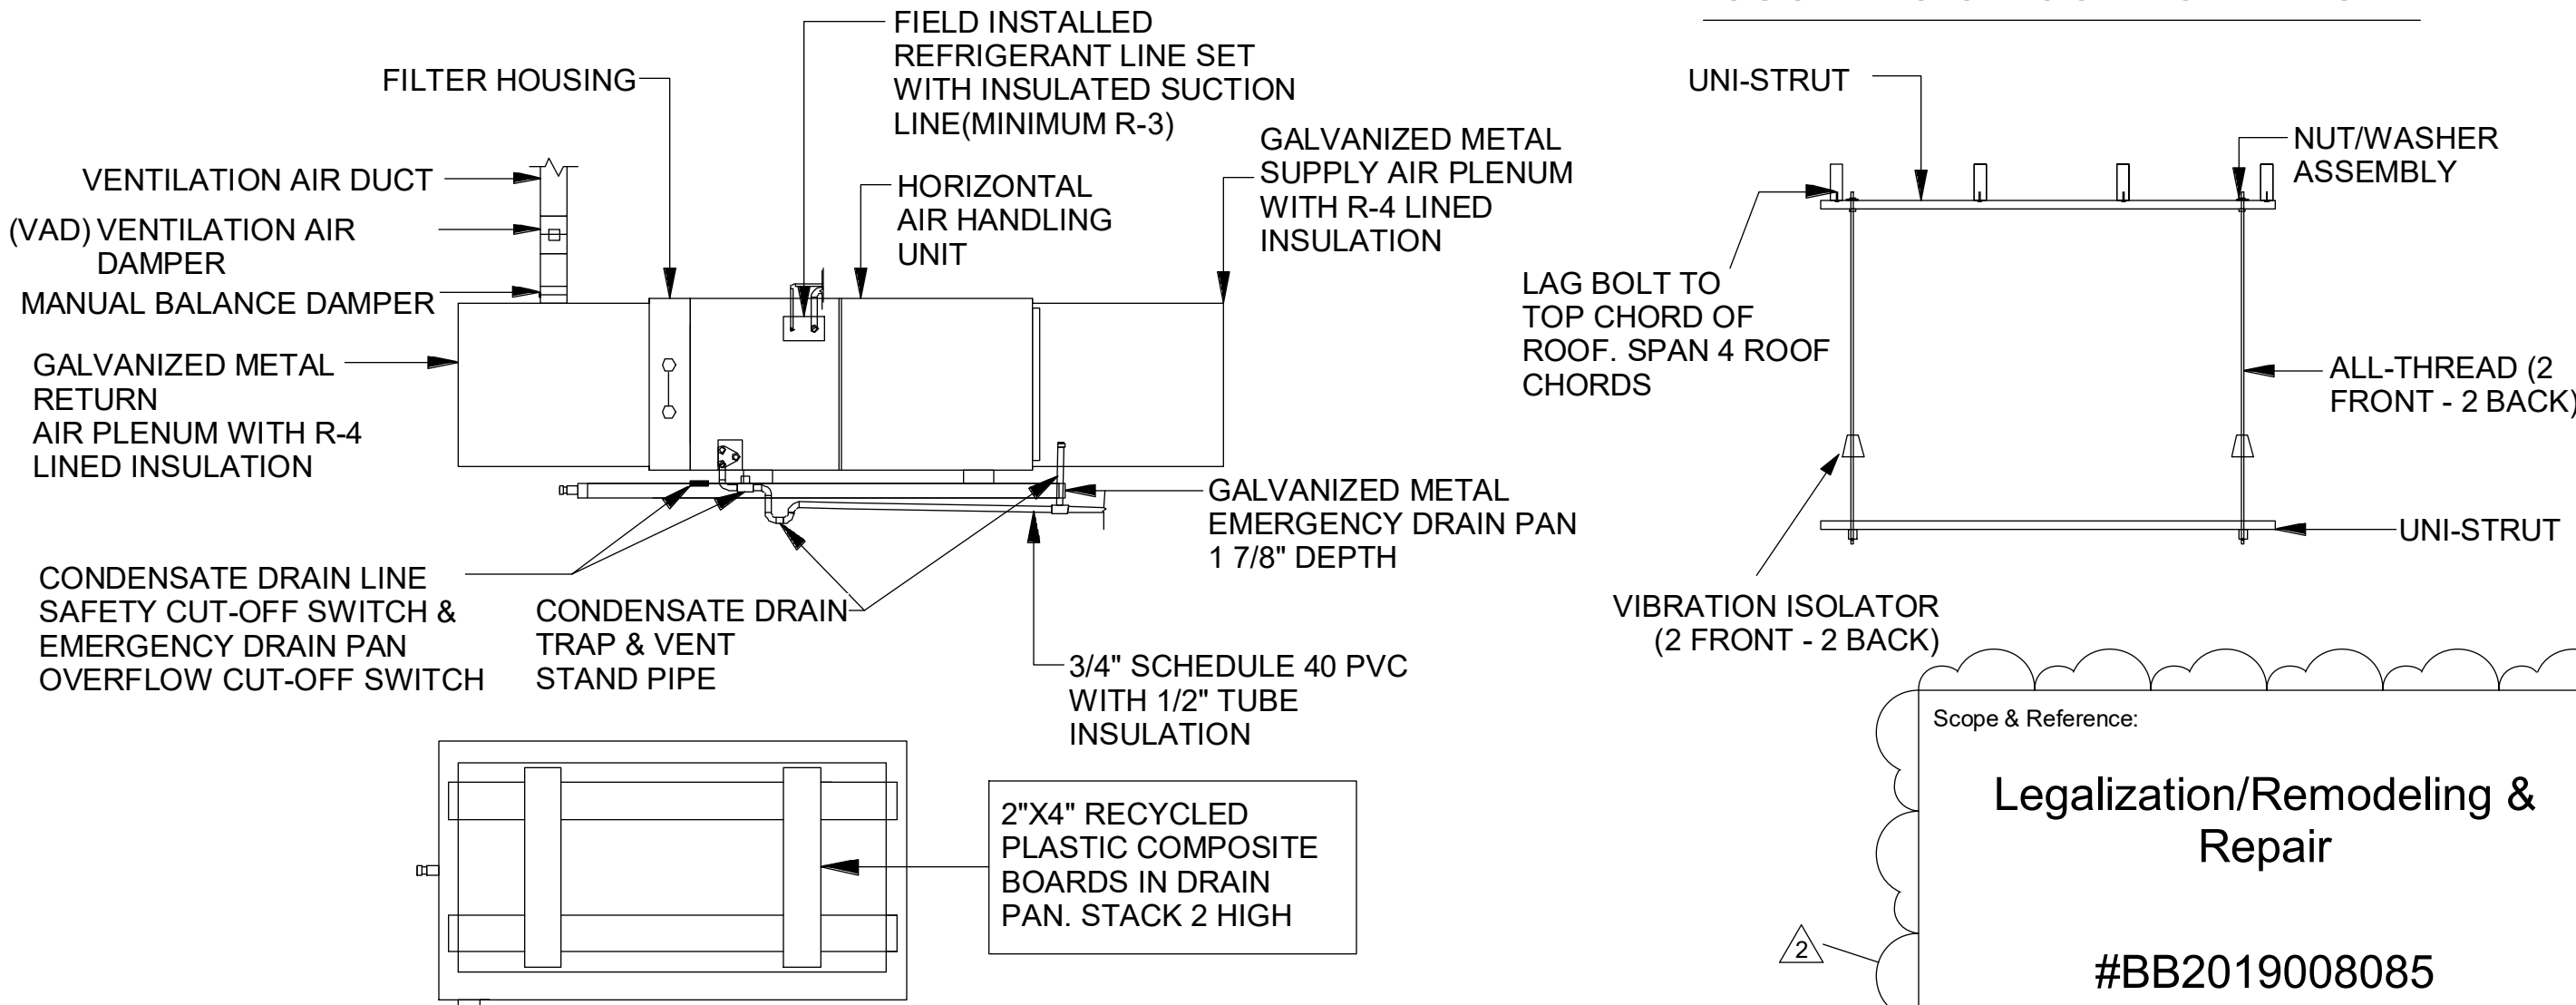 FIELD INSTALLED
REFRIGERANT LINE SET
WITH INSULATED SUCTION
LINE(MINIMUM R-3)
FILTER HOUSING
VENTILATION AIR DUCT
(VAD) VENTILATION AIR
DAMPER
MANUAL BALANCE DAMPER
GALVANIZED METAL
RETURN
AIR PLENUM WITH R-4
LINED INSULATION
HORIZONTAL
AIR HANDLING
UNIT
GALVANIZED METAL
SUPPLY AIR PLENUM
WITH R-4 LINED
INSULATION
GALVANIZED METAL
EMERGENCY DRAIN PAN
1 7/8" DEPTH
CONDENSATE DRAIN LINE
SAFETY CUT-OFF SWITCH &
EMERGENCY DRAIN PAN
OVERFLOW CUT-OFF SWITCH
CONDENSATE DRAIN
TRAP & VENT
STAND PIPE
3/4" SCHEDULE 40 PVC
WITH 1/2" TUBE
INSULATION
2"X4" RECYCLED
PLASTIC COMPOSITE
BOARDS IN DRAIN
PAN. STACK 2 HIGH
UNI-STRUT
NUT/WASHER
ASSEMBLY
LAG BOLT TO
TOP CHORD OF
ROOF. SPAN 4 ROOF
CHORDS
ALL-THREAD (2
FRONT - 2 BACK)
UNI-STRUT
VIBRATION ISOLATOR
(2 FRONT - 2 BACK)
Scope & Reference:
Legalization/Remodeling &
Repair
2
#BB2019008085